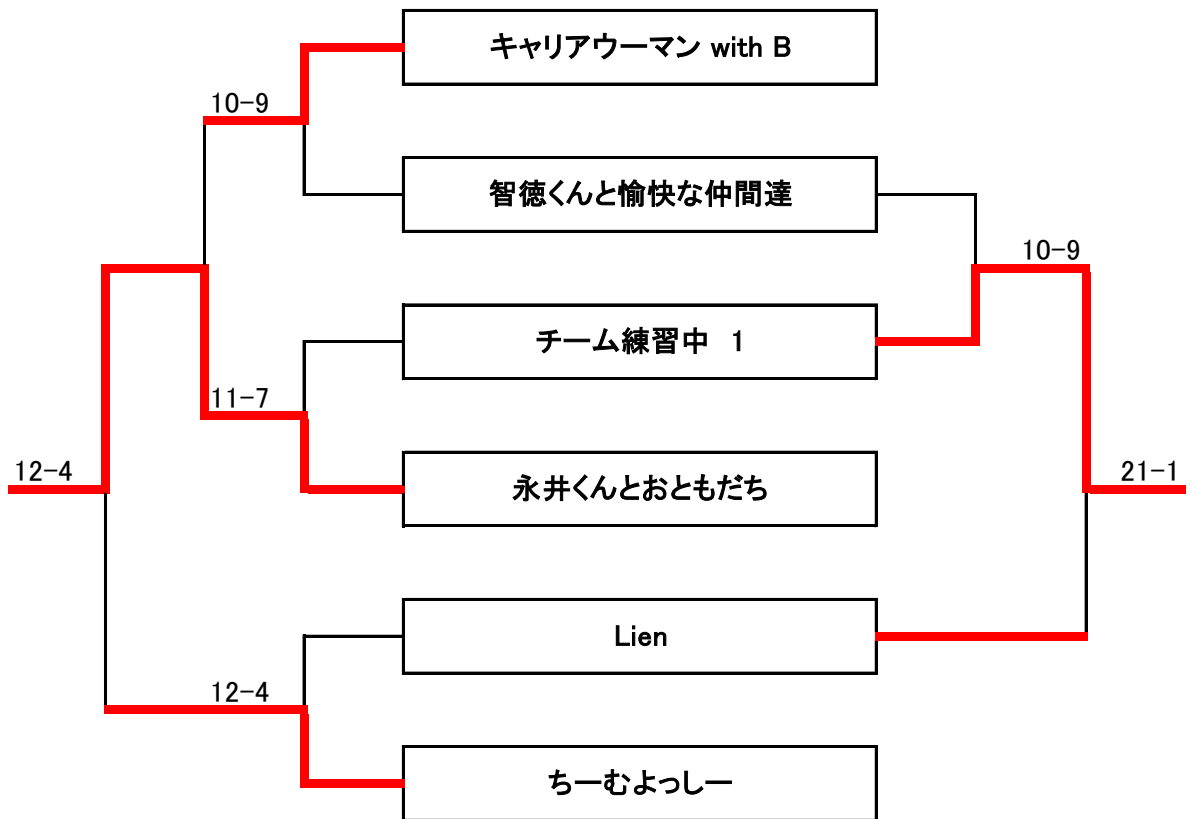 キャリアウーマン with B
10-9
智徳くんと愉快な仲間達
10-9
チーム練習中　1
11-7
12-4
永井くんとおともだち
21-1
Lien
12-4
ちーむよっしー